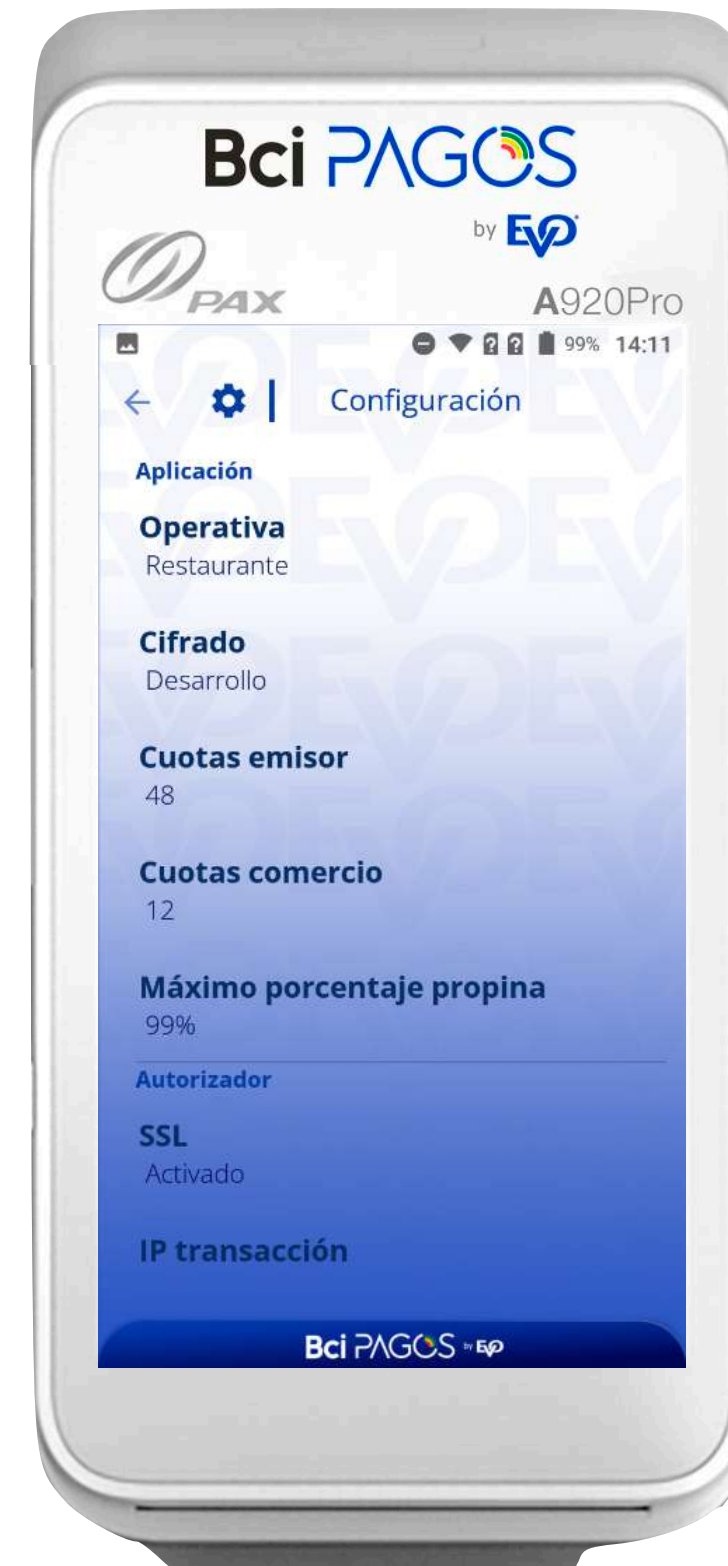 Bci PAGOS
by EVO
PAX
A920Pro
99% 14:11
Configuración
Aplicación
Operativa
Restaurante
Cifrado
Desarrollo
Cuotas emisor
48
Cuotas comercio
12
Máximo porcentaje propina
99%
Autorizador
SSL
Activado
IP transacción
Bci PAGOS by EVO